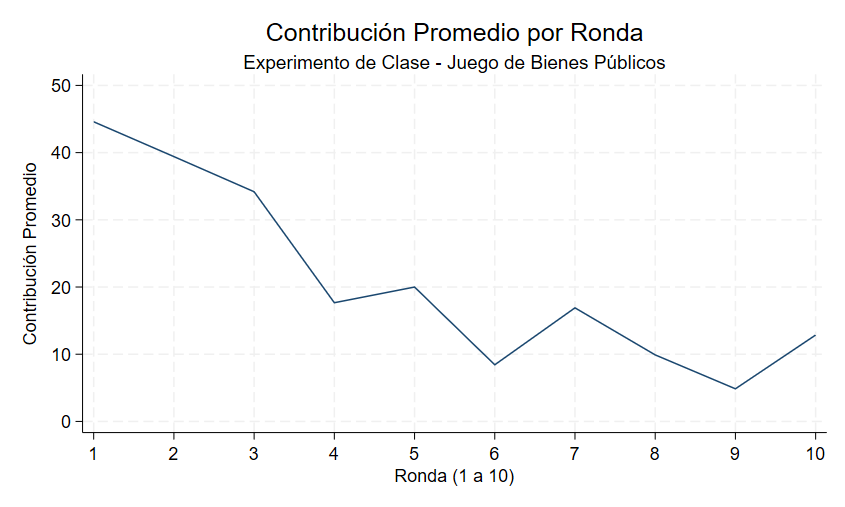 Contribución Promedio por Ronda
Experimento de Clase - Juego de Bienes Públicos
Contribución Promedio
50
40
30
20
10
0
1 2 3 4 5 6 7 8 9 10
Ronda (1 a 10)